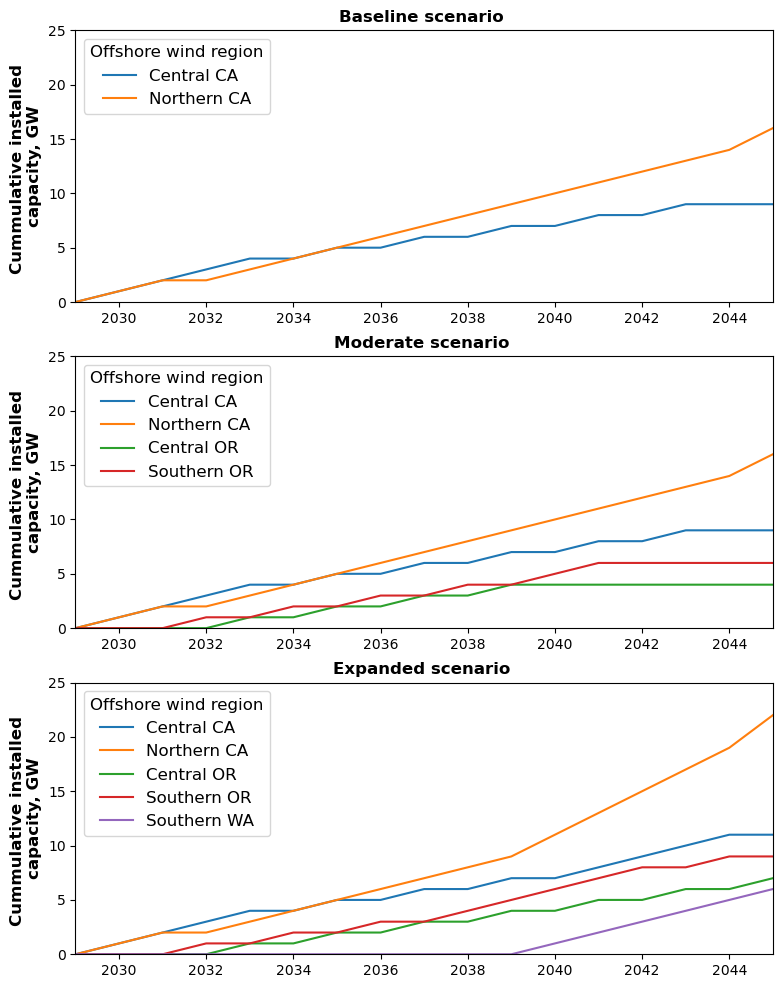 Baseline scenario
Cummulative installed
capacity, GW
25
20
15
10
5
0
Offshore wind region
Central CA
Northern CA
2030 2032 2034 2036 2038 2040 2042 2044
Moderate scenario
Cummulative installed
capacity, GW
25
20
15
10
5
0
Offshore wind region
Central CA
Northern CA
Central OR
Southern OR
2030 2032 2034 2036 2038 2040 2042 2044
Expanded scenario
Cummulative installed
capacity, GW
25
20
15
10
5
0
Offshore wind region
Central CA
Northern CA
Central OR
Southern OR
Southern WA
2030 2032 2034 2036 2038 2040 2042 2044